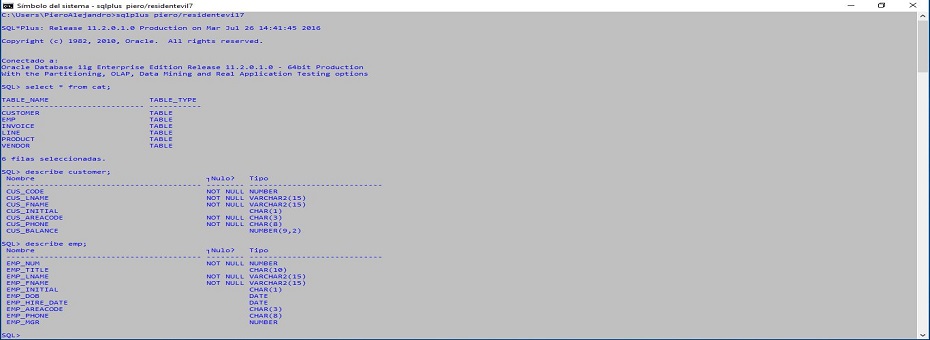 Símbolo del sistema - sqlplus piero/residentevil7
C:\Users\PieroAlejandro>sqlplus piero/residentevil7
SQL*Plus: Release 11.2.0.1.0 Production on Mar Jul 26 14:41:45 2016
Copyright (c) 1982, 2010, Oracle.  All rights reserved.
Conectado a:
Oracle Database 11g Enterprise Edition Release 11.2.0.1.0 - 64bit Production
With the Partitioning, OLAP, Data Mining and Real Application Testing options
SQL> select * from cat;
TABLE_NAME                     TABLE_TYPE
------------------------------ -----------
CUSTOMER                       TABLE
EMP                            TABLE
INVOICE                        TABLE
LINE                           TABLE
PRODUCT                        TABLE
VENDOR                         TABLE
6 filas seleccionadas.
SQL> describe customer;
 Nombre                                    ┐Nulo?   Tipo
 ----------------------------------------- -------- ----------------------------
 CUS_CODE                                  NOT NULL NUMBER
 CUS_LNAME                                 NOT NULL VARCHAR2(15)
 CUS_FNAME                                 NOT NULL VARCHAR2(15)
 CUS_INITIAL                                        CHAR(1)
 CUS_AREACODE                              NOT NULL CHAR(3)
 CUS_PHONE                                 NOT NULL CHAR(8)
 CUS_BALANCE                                        NUMBER(9,2)
SQL> describe emp;
 Nombre                                    ┐Nulo?   Tipo
 ----------------------------------------- -------- ----------------------------
 EMP_NUM                                   NOT NULL NUMBER
 EMP_TITLE                                          CHAR(10)
 EMP_LNAME                                 NOT NULL VARCHAR2(15)
 EMP_FNAME                                 NOT NULL VARCHAR2(15)
 EMP_INITIAL                                        CHAR(1)
 EMP_DOB                                            DATE
 EMP_HIRE_DATE                                      DATE
 EMP_AREACODE                                       CHAR(3)
 EMP_PHONE                                          CHAR(8)
 EMP_MGR                                            NUMBER
SQL>